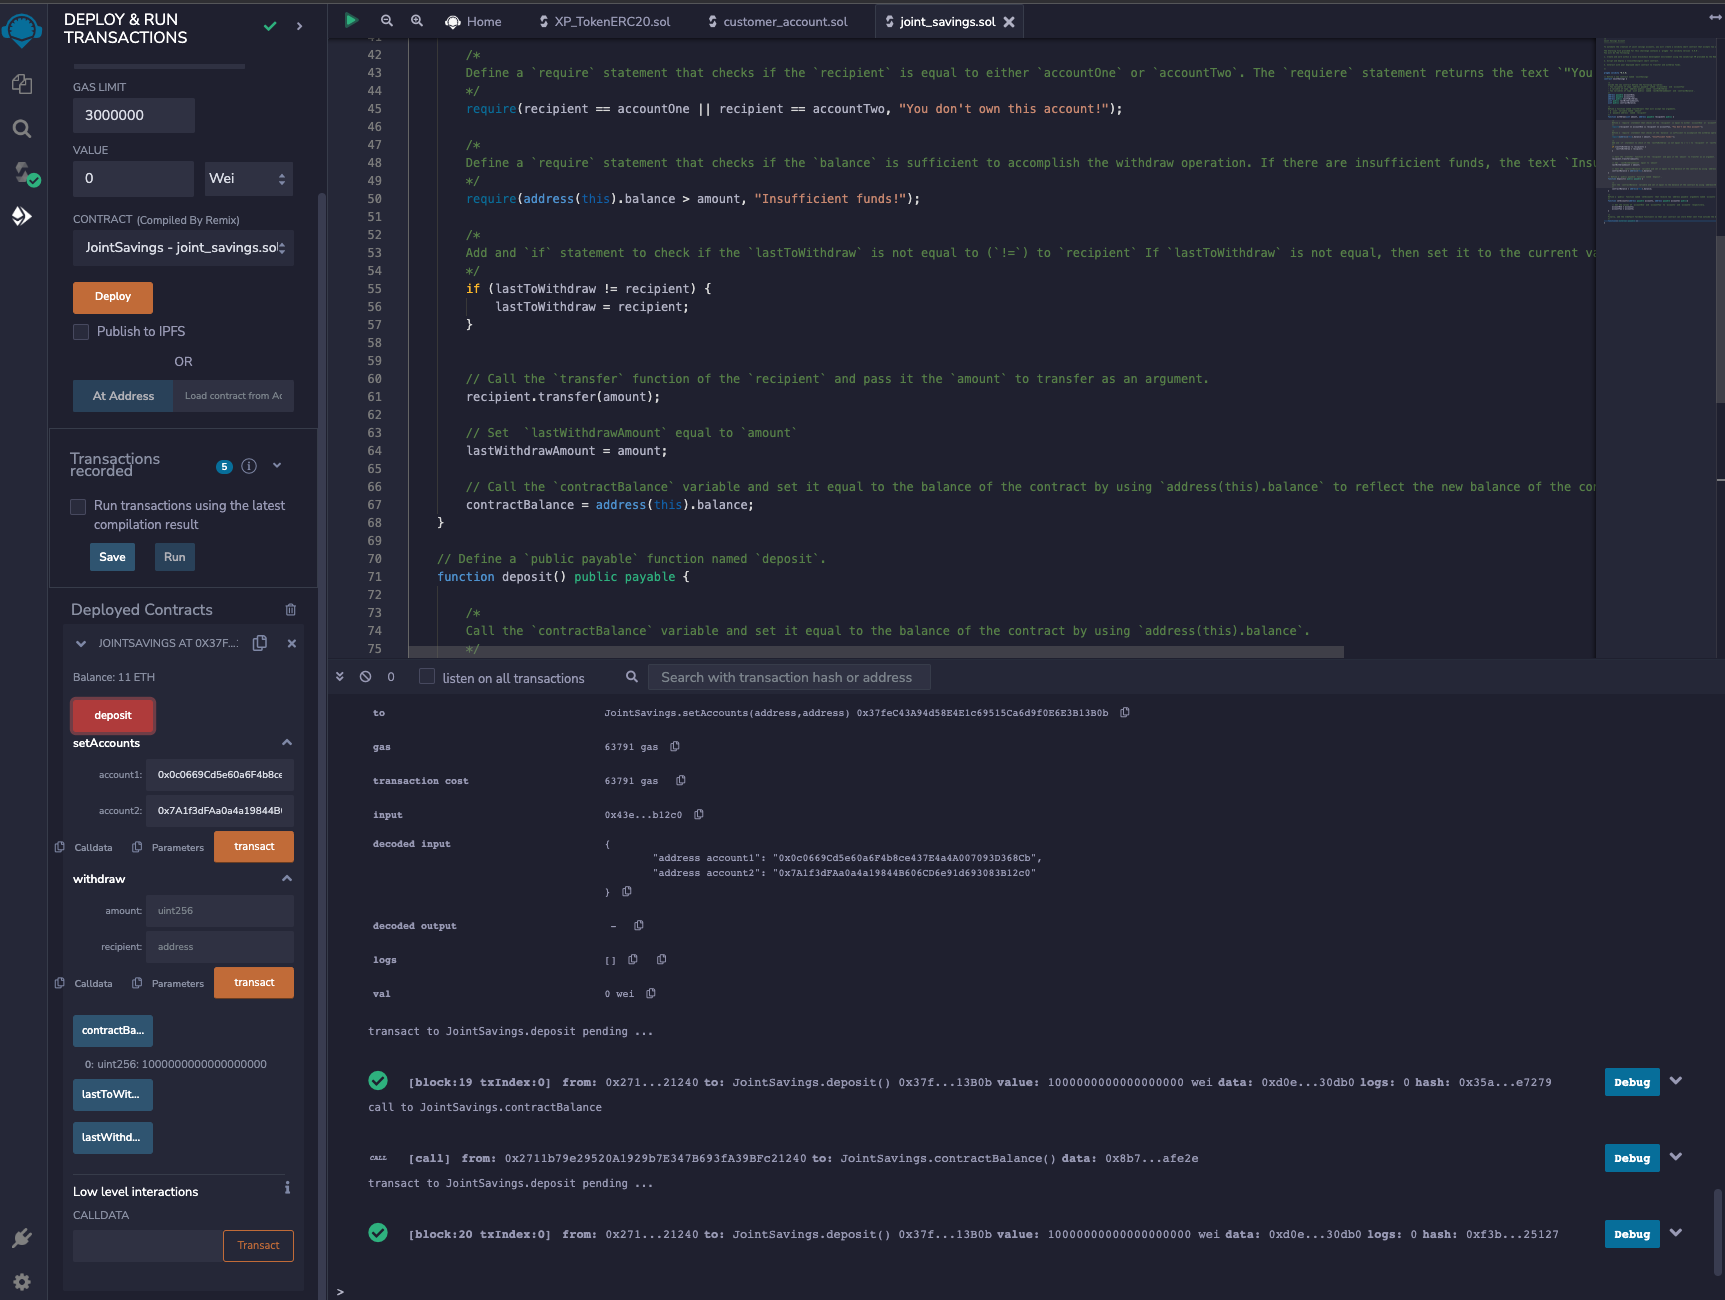 DEPLOY & RUN
TRANSACTIONS
GAS LIMIT
3000000
VALUE
0
Wei
CONTRACT (Compiled By Remix)
JointSavings - joint_savings.sol
Deploy
Publish to IPFS
OR
At Address
Load contract from Ac
Transactions
recorded
5
Run transactions using the latest
compilation result
Save
Run
Deployed Contracts
JOINTSAVINGS AT 0X37F...
Balance: 11 ETH
deposit
setAccounts
account1: 0x0c0669Cd5e60a6F4b8ce
account2: 0x7A1f3dFAa0a4a19844B
Calldata
Parameters
transact
withdraw
amount: uint256
recipient: address
Calldata
Parameters
transact
contractBa...
0: uint256: 1000000000000000000
lastToWit...
lastWithd...
Low level interactions
CALLDATA
Transact
Home
XP_TokenERC20.sol
customer_account.sol
joint_savings.sol
41
42 /*
43 Define a `require` statement that checks if the `recipient` is equal to either `accountOne` or `accountTwo`. The `requiere` statement returns the text `"You
44 */
45 require(recipient == accountOne || recipient == accountTwo, "You don't own this account!");
46
47 /*
48 Define a `require` statement that checks if the `balance` is sufficient to accomplish the withdraw operation. If there are insufficient funds, the text `Insu
49 */
50 require(address(this).balance > amount, "Insufficient funds!");
51
52 /*
53 Add and `if` statement to check if the `lastToWithdraw` is not equal to (`!=`) to `recipient` If `lastToWithdraw` is not equal, then set it to the current va
54 */
55 if (lastToWithdraw != recipient) {
56 lastToWithdraw = recipient;
57 }
58
59
60 // Call the `transfer` function of the `recipient` and pass it the `amount` to transfer as an argument.
61 recipient.transfer(amount);
62
63 // Set  `lastWithdrawAmount` equal to `amount`
64 lastWithdrawAmount = amount;
65
66 // Call the `contractBalance` variable and set it equal to the balance of the contract by using `address(this).balance` to reflect the new balance of the con
67 contractBalance = address(this).balance;
68 }
69
70 // Define a `public payable` function named `deposit`.
71 function deposit() public payable {
72
73 /*
74 Call the `contractBalance` variable and set it equal to the balance of the contract by using `address(this).balance`.
75 */
0
listen on all transactions
Search with transaction hash or address
to JointSavings.setAccounts(address,address) 0x37feC43A94d58E4E1c69515Ca6d9f0E6E3B13B0b
gas 63791 gas
transaction cost 63791 gas
input 0x43e...b12c0
decoded input {
"address account1": "0x0c0669Cd5e60a6F4b8ce437E4a4A007093D368Cb",
"address account2": "0x7A1f3dFAa0a4a19844B606CD6e91d693083B12c0"
}
decoded output -
logs []
val 0 wei
transact to JointSavings.deposit pending ...
[block:19 txIndex:0] from: 0x271...21240 to: JointSavings.deposit() 0x37f...13B0b value: 1000000000000000000 wei data: 0xd0e...30db0 logs: 0 hash: 0x35a...e7279
Debug
call to JointSavings.contractBalance
CALL [call] from: 0x2711b79e29520A1929b7E347B693fA39BFc21240 to: JointSavings.contractBalance() data: 0x8b7...afe2e
Debug
transact to JointSavings.deposit pending ...
[block:20 txIndex:0] from: 0x271...21240 to: JointSavings.deposit() 0x37f...13B0b value: 10000000000000000000 wei data: 0xd0e...30db0 logs: 0 hash: 0xf3b...25127
Debug
>